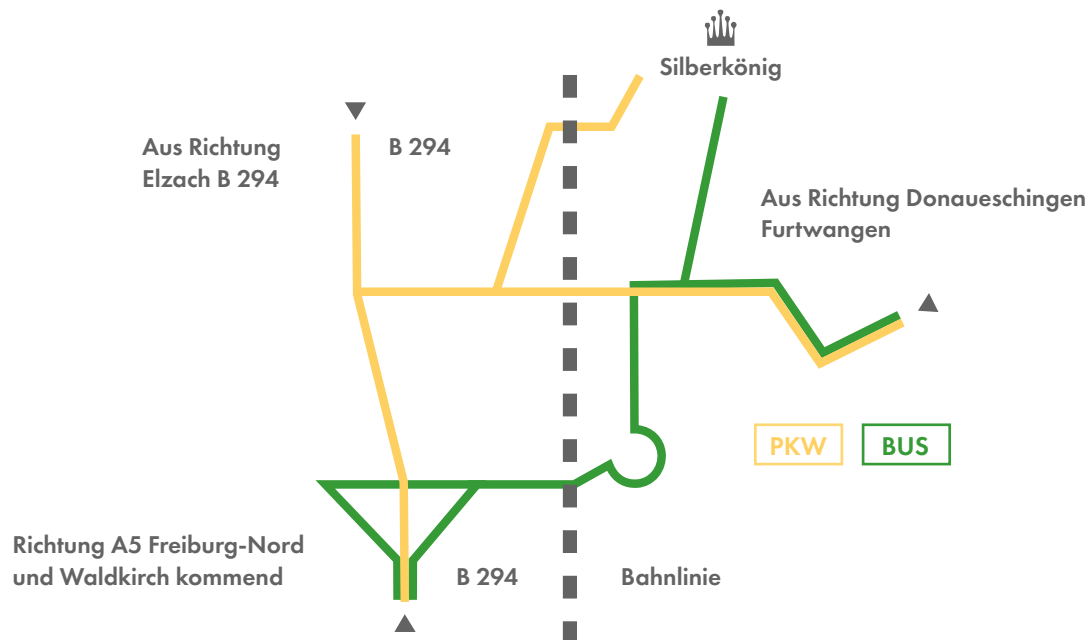 Silberkönig
Aus Richtung
Elzach B 294
B 294
Aus Richtung Donaueschingen
Furtwangen
PKW
BUS
Richtung A5 Freiburg-Nord
und Waldkirch kommend
B 294
Bahnlinie